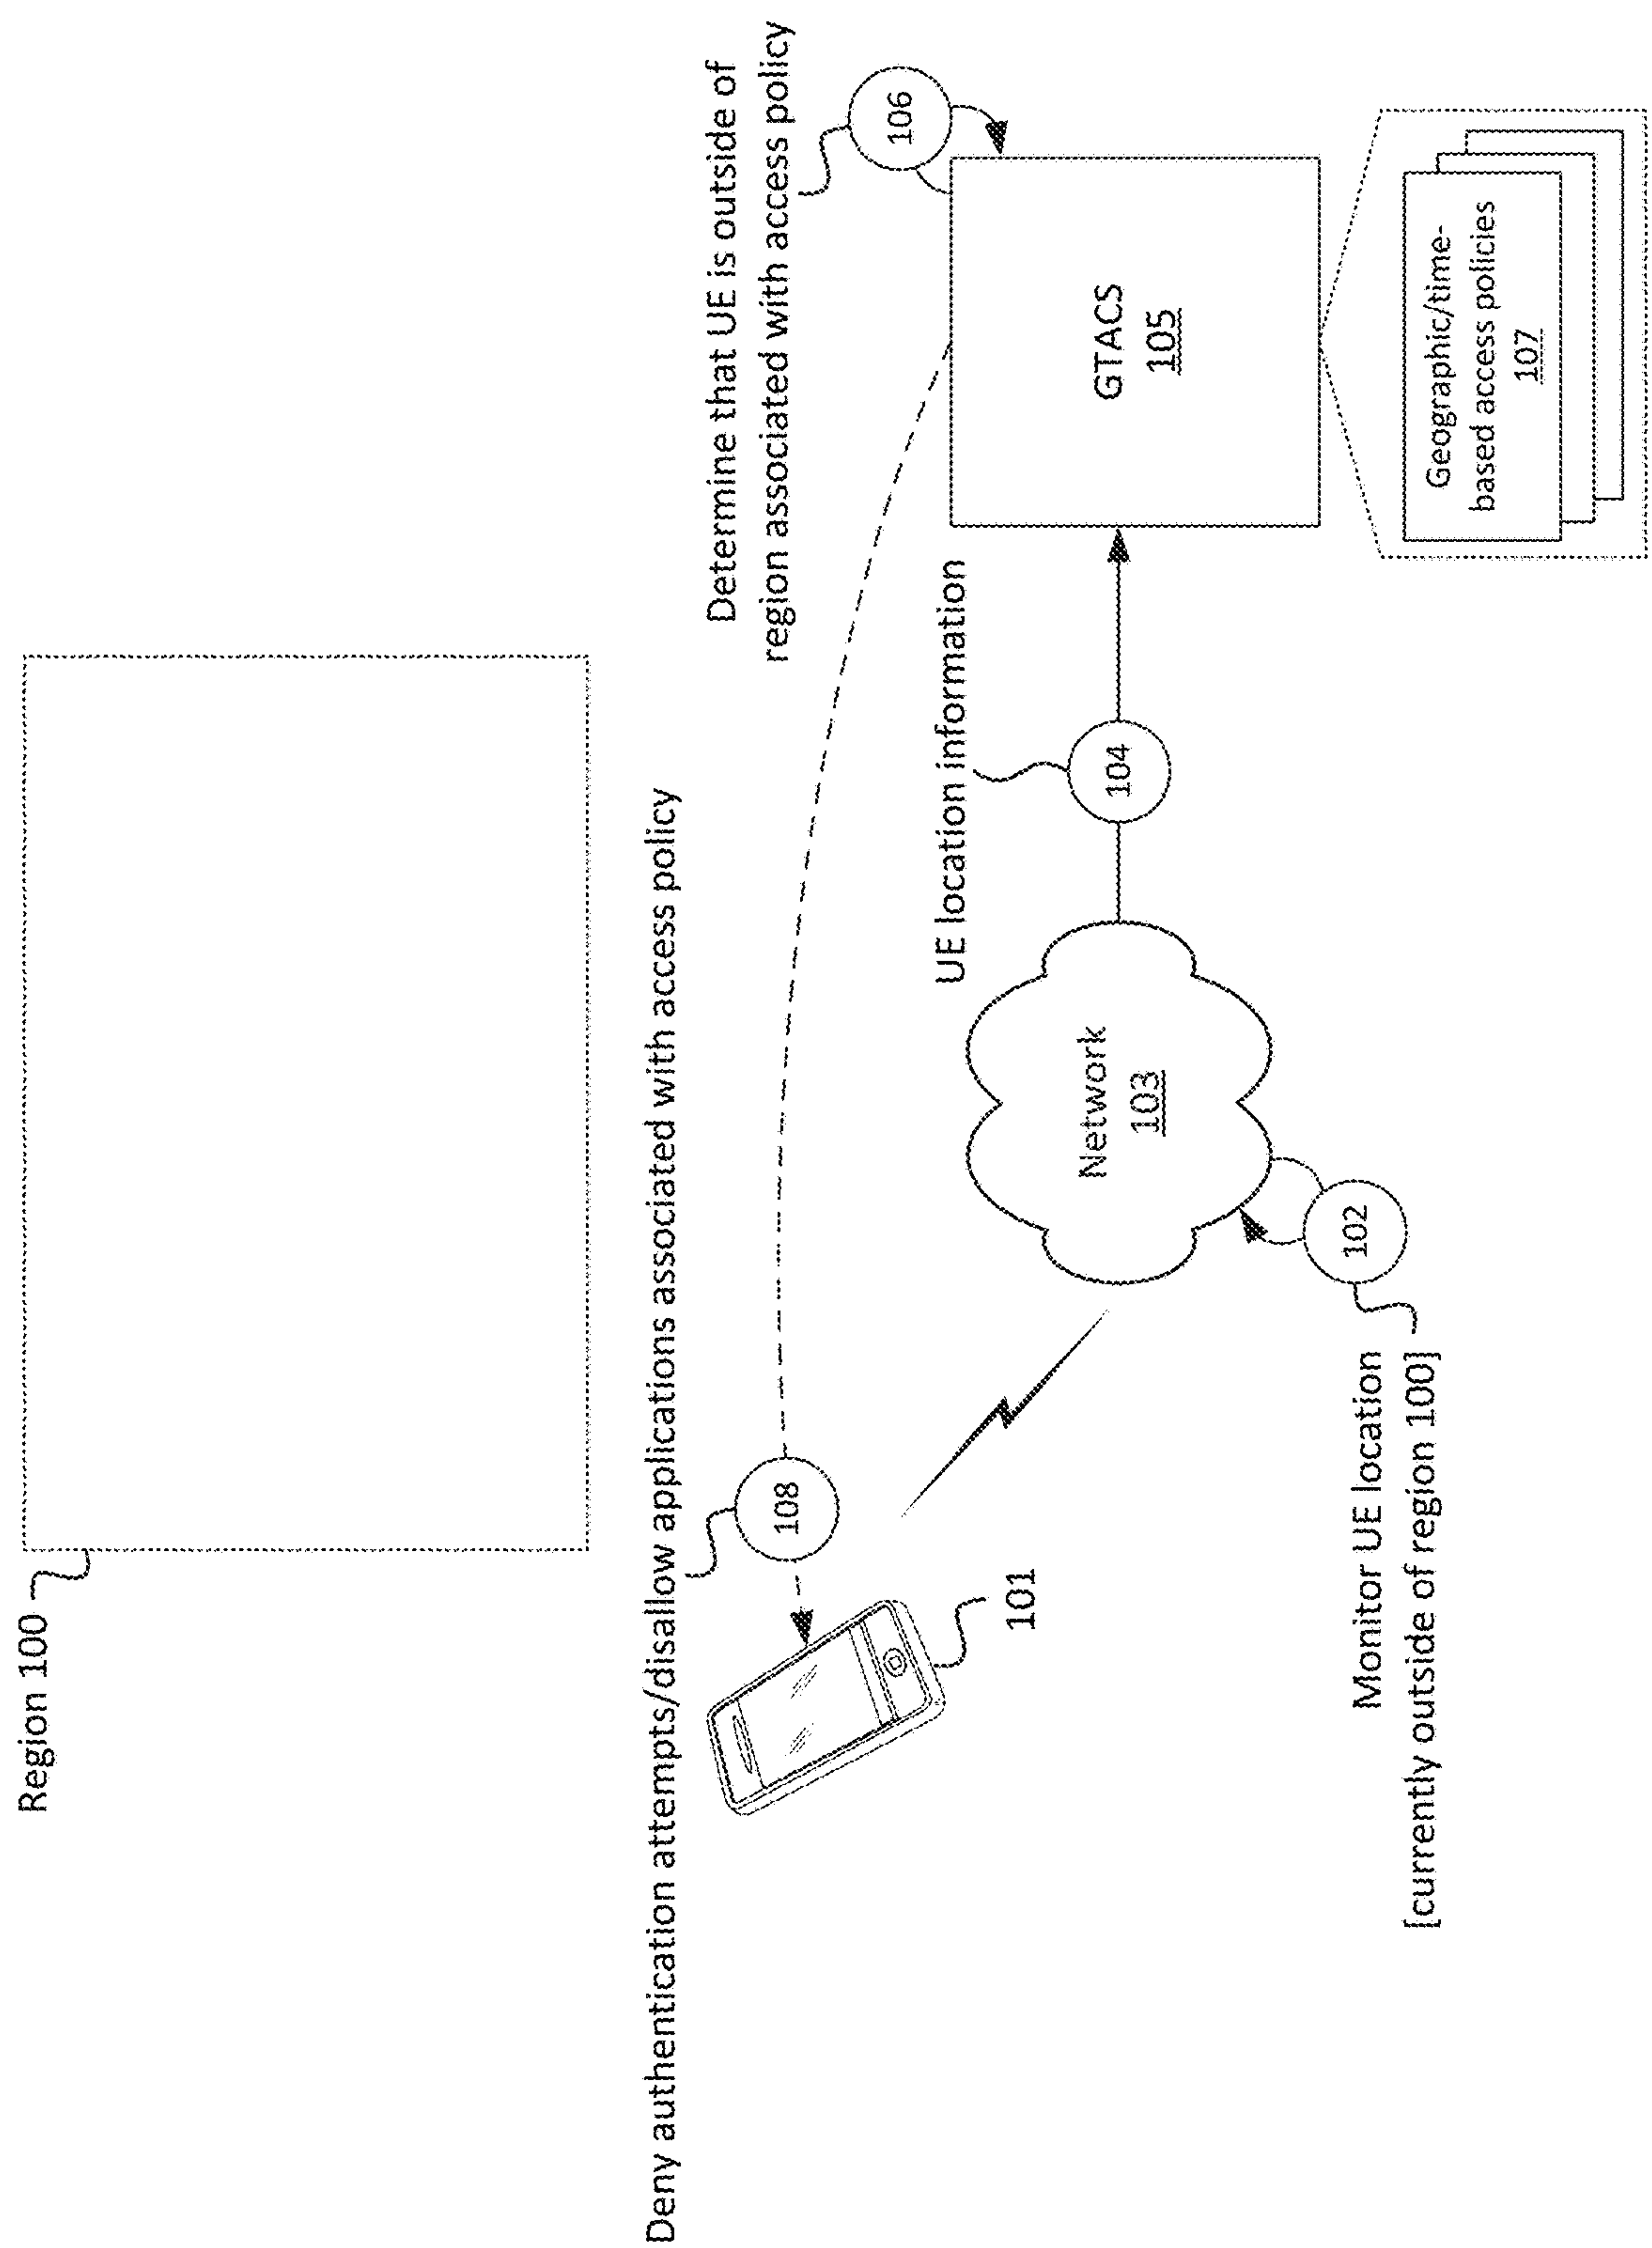 Region 100
Deny authentication attempts/disallow applications associated with access policy
Determine that UE is outside of
region associated with access policy
106
108
101
UE location information
104
GTACS
105
Network
103
102
Monitor UE location
[currently outside of region 100]
Geographic/time-
based access policies
107